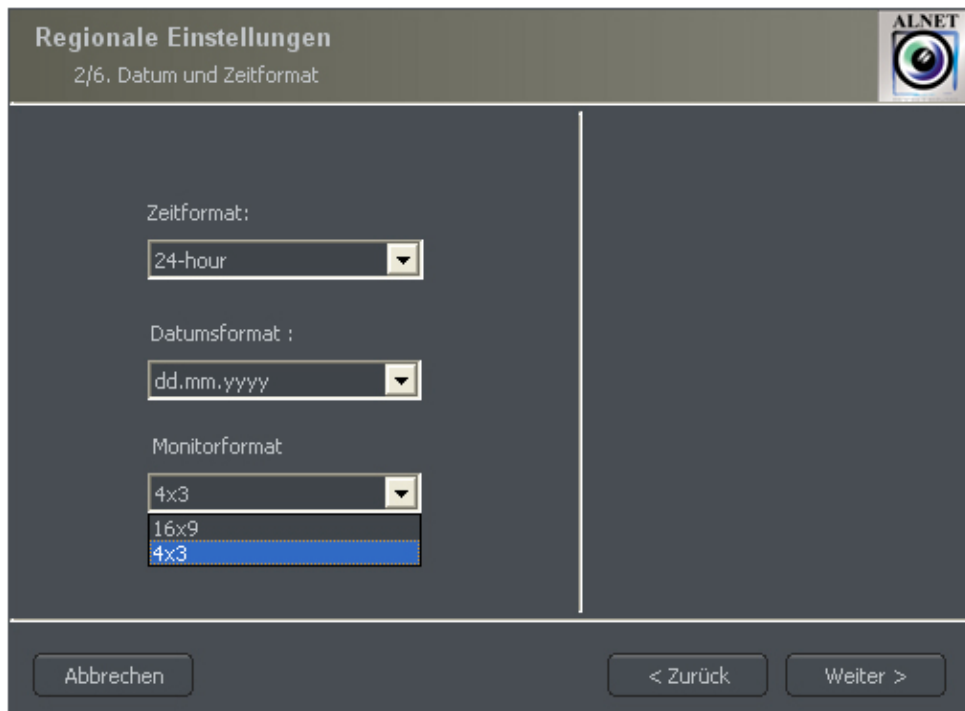 Regionale Einstellungen
2/6. Datum und Zeitformat
ALNET
Zeitformat:
24-hour
Datumsformat :
dd.mm.yyyy
Monitorformat
4x3
16x9
4x3
Abbrechen
< Zurück
Weiter >